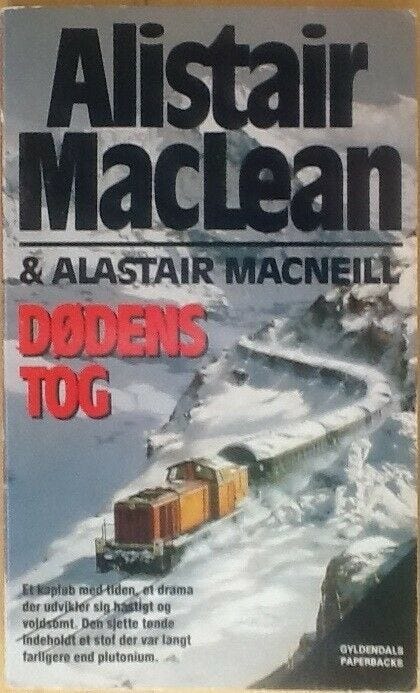 Alistair
MacLean
& ALASTAIR MACNEILL
DØDENS
TOG
Et kapløb med tiden, et drama
der udvikler sig hastigt og
voldsomt. Den sjette tønde
indeholdt et stof der var langt
farligere end plutonium.
GYLDENDALS
PAPERBACKS